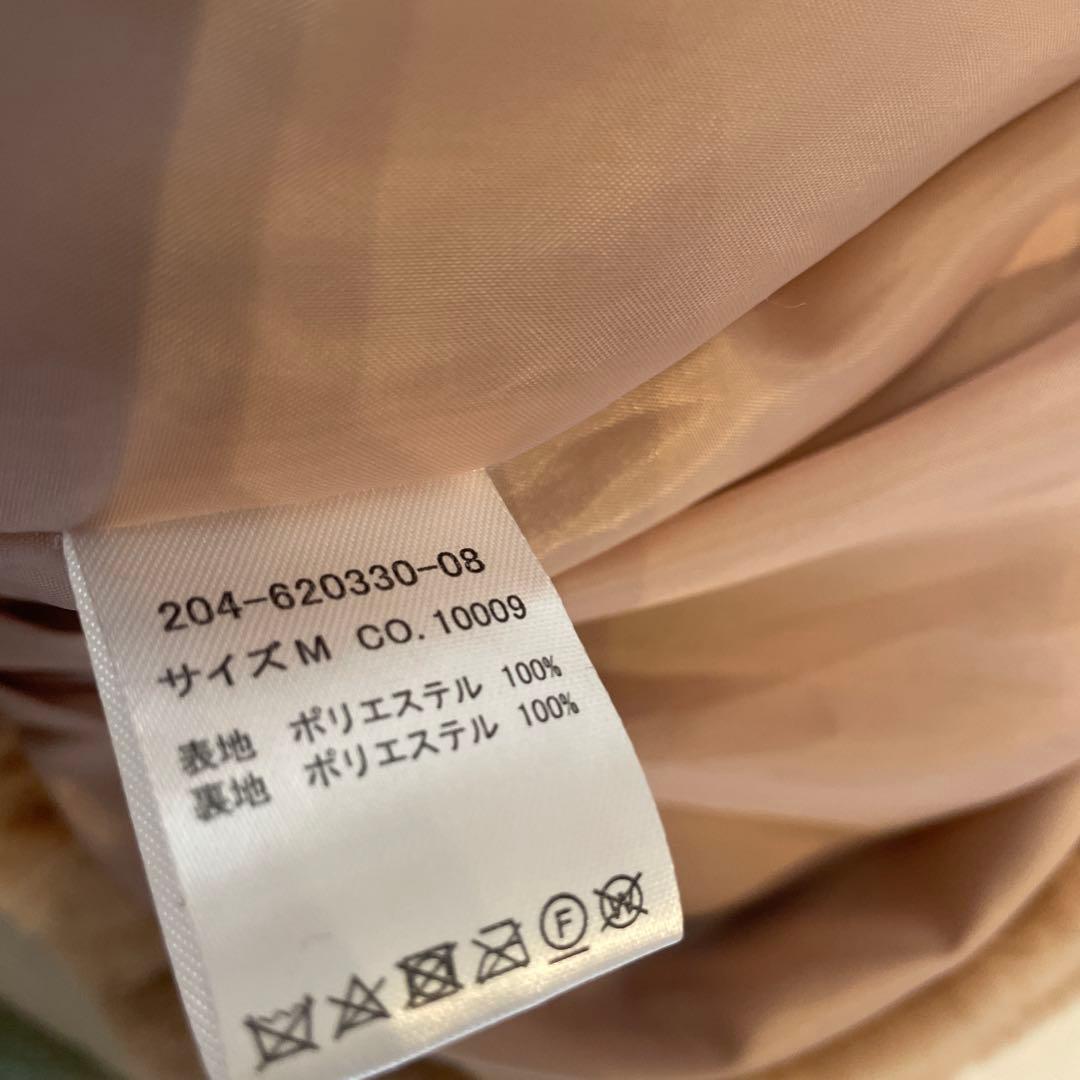 204-620330-08
サイズM CO.10009
表地 ポリエステル 100%
裏地 ポリエステル 100%
F W